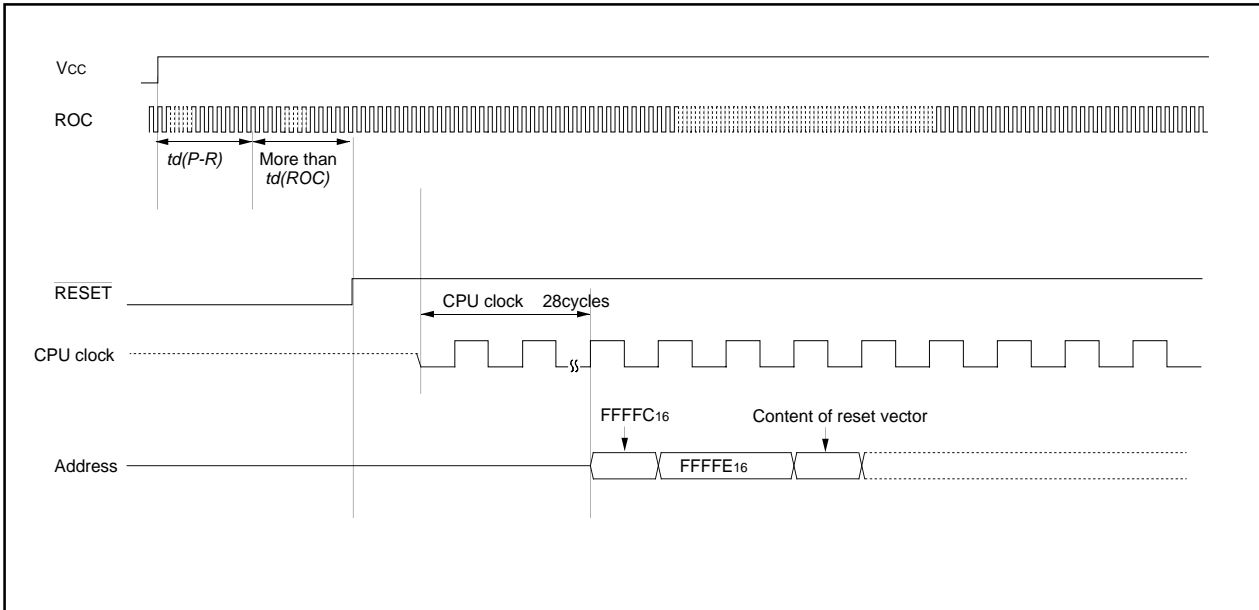 Vcc
ROC
td(P-R)
More than
td(ROC)
RESET
CPU clock 28cycles
CPU clock
FFFFC16
Content of reset vector
Address
FFFFE16